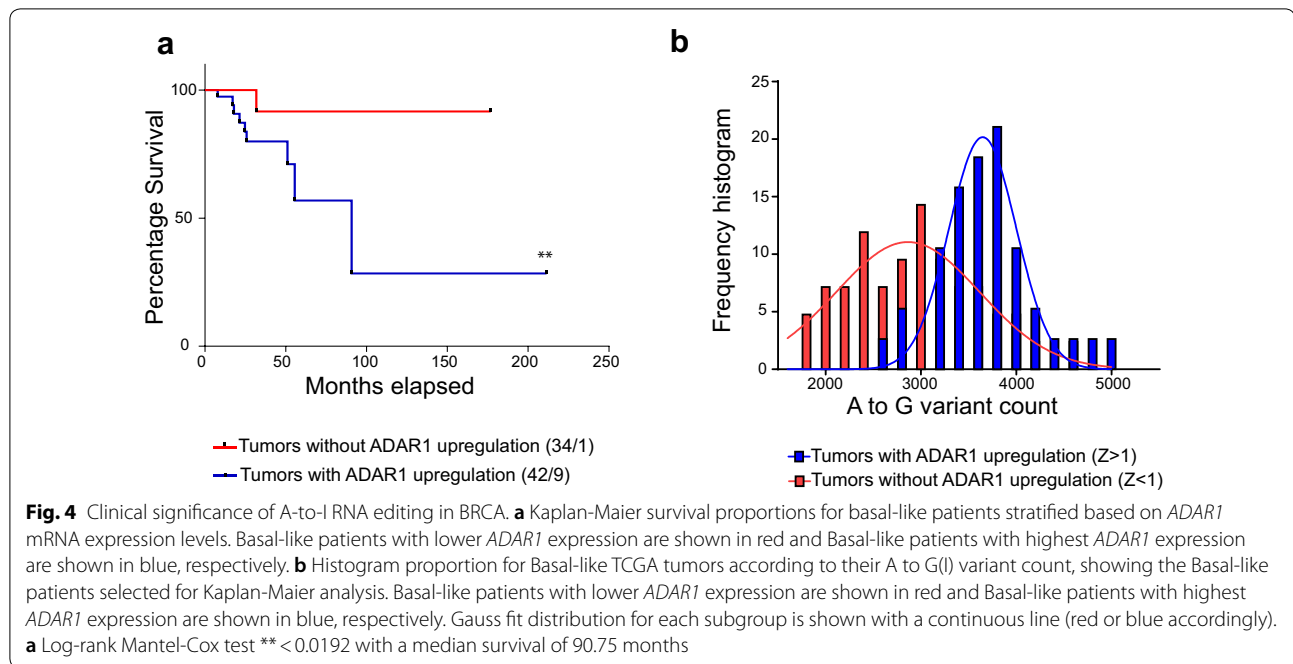 a
100
50
0
Percentage Survival
**
0 50 100 150 200 250
Months elapsed
Tumors without ADAR1 upregulation (34/1)
Tumors with ADAR1 upregulation (42/9)
b
25
20
15
10
5
0
Frequency histogram
2000 3000 4000 5000
A to G variant count
Tumors with ADAR1 upregulation (Z>1)
Tumors without ADAR1 upregulation (Z<1)
Fig. 4 Clinical significance of A-to-I RNA editing in BRCA. a Kaplan-Maier survival proportions for basal-like patients stratified based on ADAR1
mRNA expression levels. Basal-like patients with lower ADAR1 expression are shown in red and Basal-like patients with highest ADAR1 expression
are shown in blue, respectively. b Histogram proportion for Basal-like TCGA tumors according to their A to G(I) variant count, showing the Basal-like
patients selected for Kaplan-Maier analysis. Basal-like patients with lower ADAR1 expression are shown in red and Basal-like patients with highest
ADAR1 expression are shown in blue, respectively. Gauss fit distribution for each subgroup is shown with a continuous line (red or blue accordingly).
a Log-rank Mantel-Cox test ** < 0.0192 with a median survival of 90.75 months